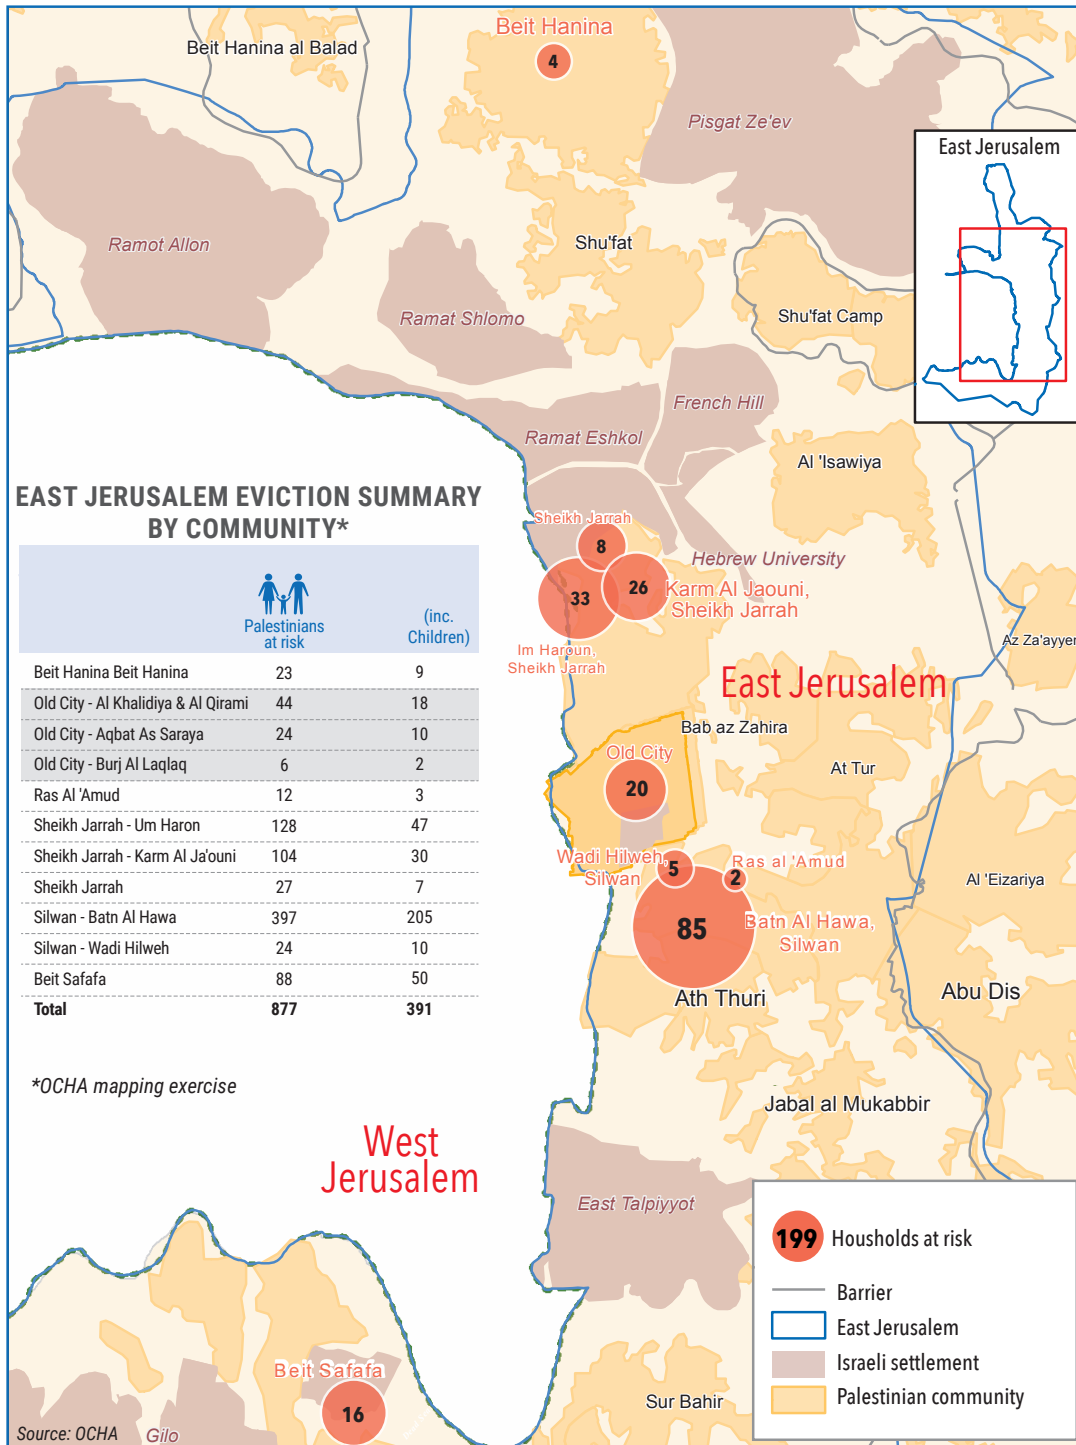 Beit Hanina
Beit Hanina al Balad
4
Pisgat Ze'ev
East Jerusalem
Ramot Allon
Shu'fat
Ramat Shlomo
Shu'fat Camp
French Hill
Ramat Eshkol
Al 'Isawiya
EAST JERUSALEM EVICTION SUMMARY
BY COMMUNITY*
Palestinians
at risk
(inc.
Children)
Beit Hanina Beit Hanina 23 9
Old City - Al Khalidiya & Al Qirami 44 18
Old City - Aqbat As Saraya 24 10
Old City - Burj Al Laqlaq 6 2
Ras Al 'Amud 12 3
Sheikh Jarrah - Um Haron 128 47
Sheikh Jarrah - Karm Al Ja'ouni 104 30
Sheikh Jarrah 27 7
Silwan - Batn Al Hawa 397 205
Silwan - Wadi Hilweh 24 10
Beit Safafa 88 50
Total 877 391
*OCHA mapping exercise
Sheikh Jarrah
8
Hebrew University
33
26
Karm Al Jaouni,
Sheikh Jarrah
Im Haroun,
Sheikh Jarrah
Az Za'ayyem
East Jerusalem
Bab az Zahira
Old City
20
At Tur
Wadi Hilweh,
Silwan
5
Ras al 'Amud
2
Al 'Eizariya
85
Batn Al Hawa,
Silwan
Ath Thuri
Abu Dis
Jabal al Mukabbir
West
Jerusalem
East Talpiyyot
199 Housholds at risk
Barrier
East Jerusalem
Israeli settlement
Palestinian community
Beit Safafa
16
Sur Bahir
Source: OCHA
Gilo